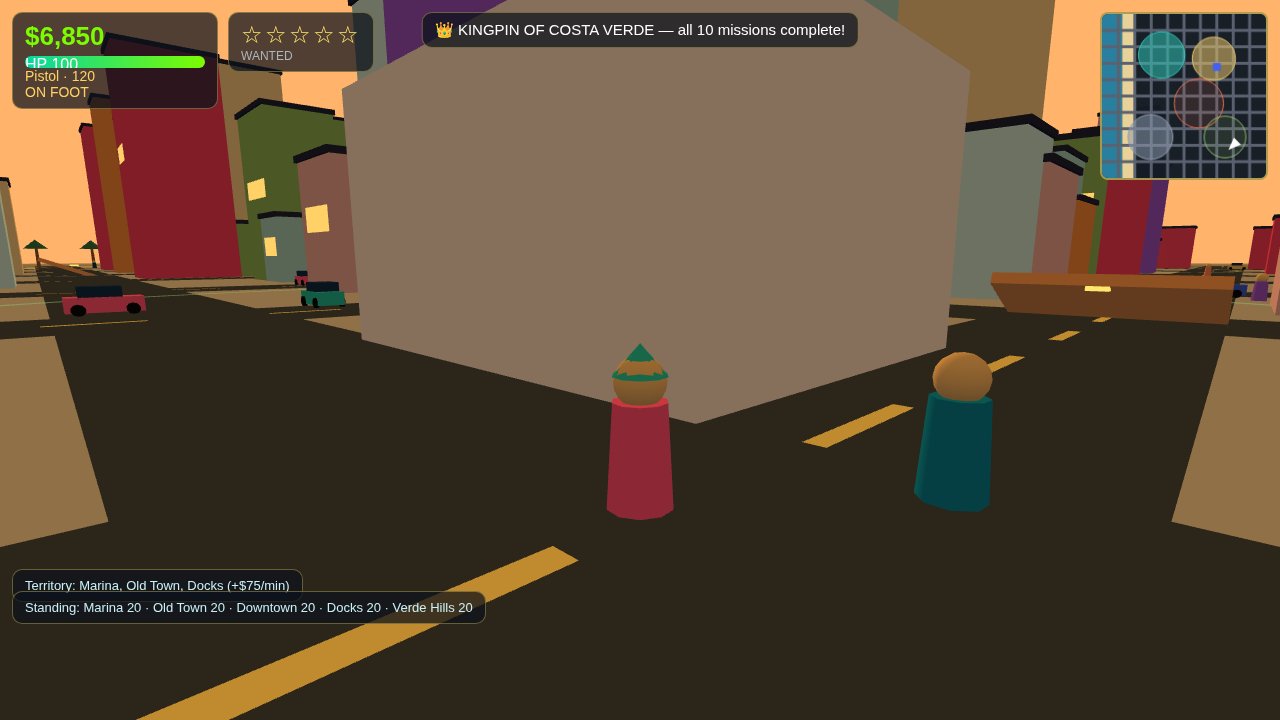 $6,850
HP 100
Pistol · 120
ON FOOT
☆☆☆☆☆
WANTED
👑 KINGPIN OF COSTA VERDE — all 10 missions complete!
Territory: Marina, Old Town, Docks (+$75/min)
Standing: Marina 20 · Old Town 20 · Downtown 20 · Docks 20 · Verde Hills 20